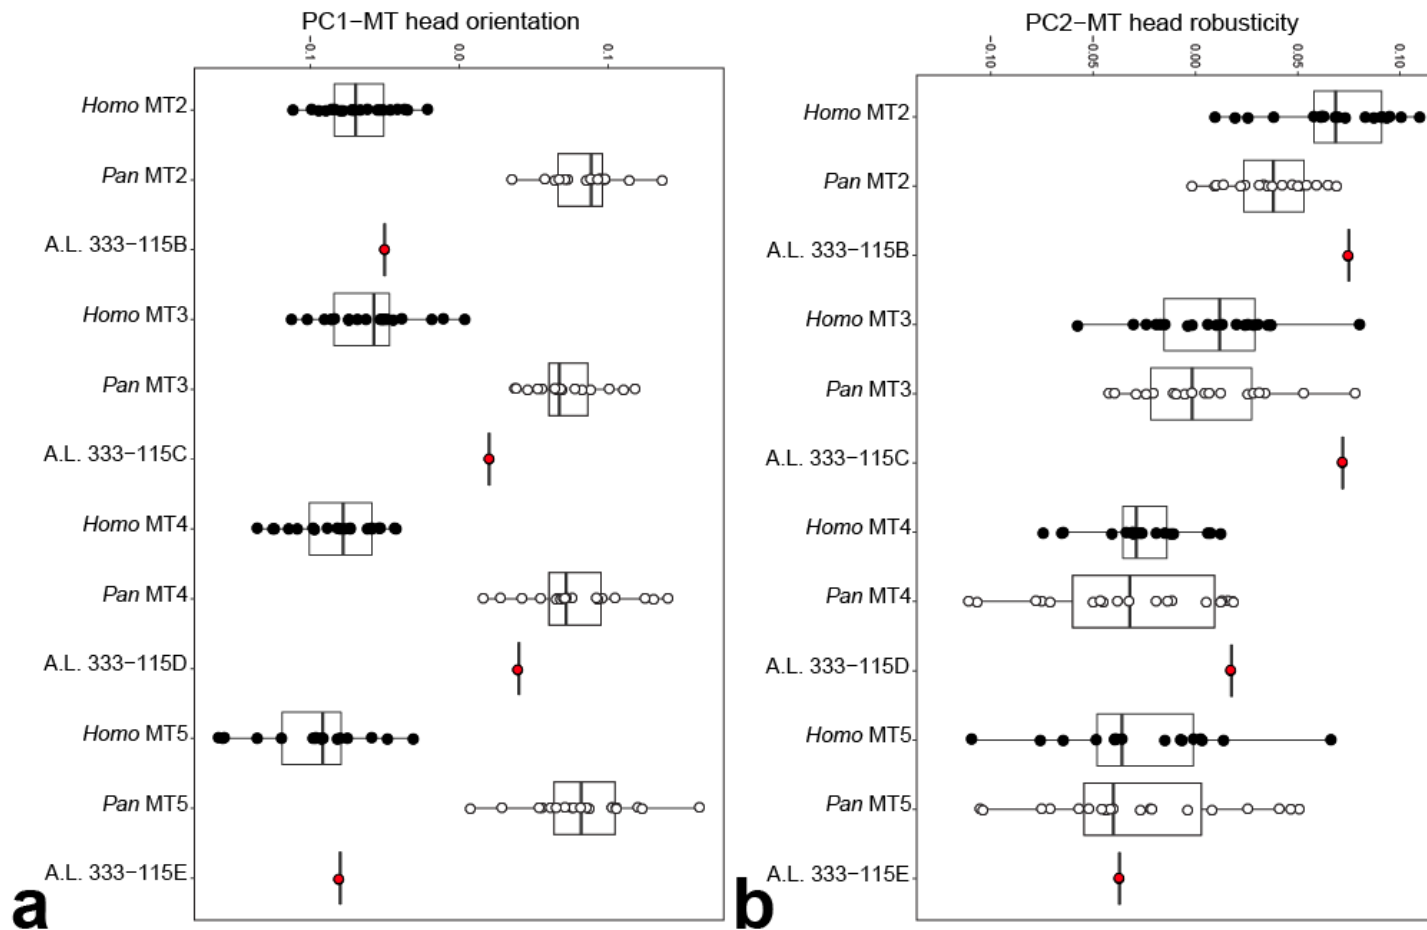 PC1−MT head orientation
-0.1
0.0
0.1
Homo MT2
Pan MT2
A.L. 333−115B
Homo MT3
Pan MT3
A.L. 333−115C
Homo MT4
Pan MT4
A.L. 333−115D
Homo MT5
Pan MT5
A.L. 333−115E
a
PC2−MT head robusticity
-0.10
-0.05
0.00
0.05
0.10
Homo MT2
Pan MT2
A.L. 333−115B
Homo MT3
Pan MT3
A.L. 333−115C
Homo MT4
Pan MT4
A.L. 333−115D
Homo MT5
Pan MT5
A.L. 333−115E
b